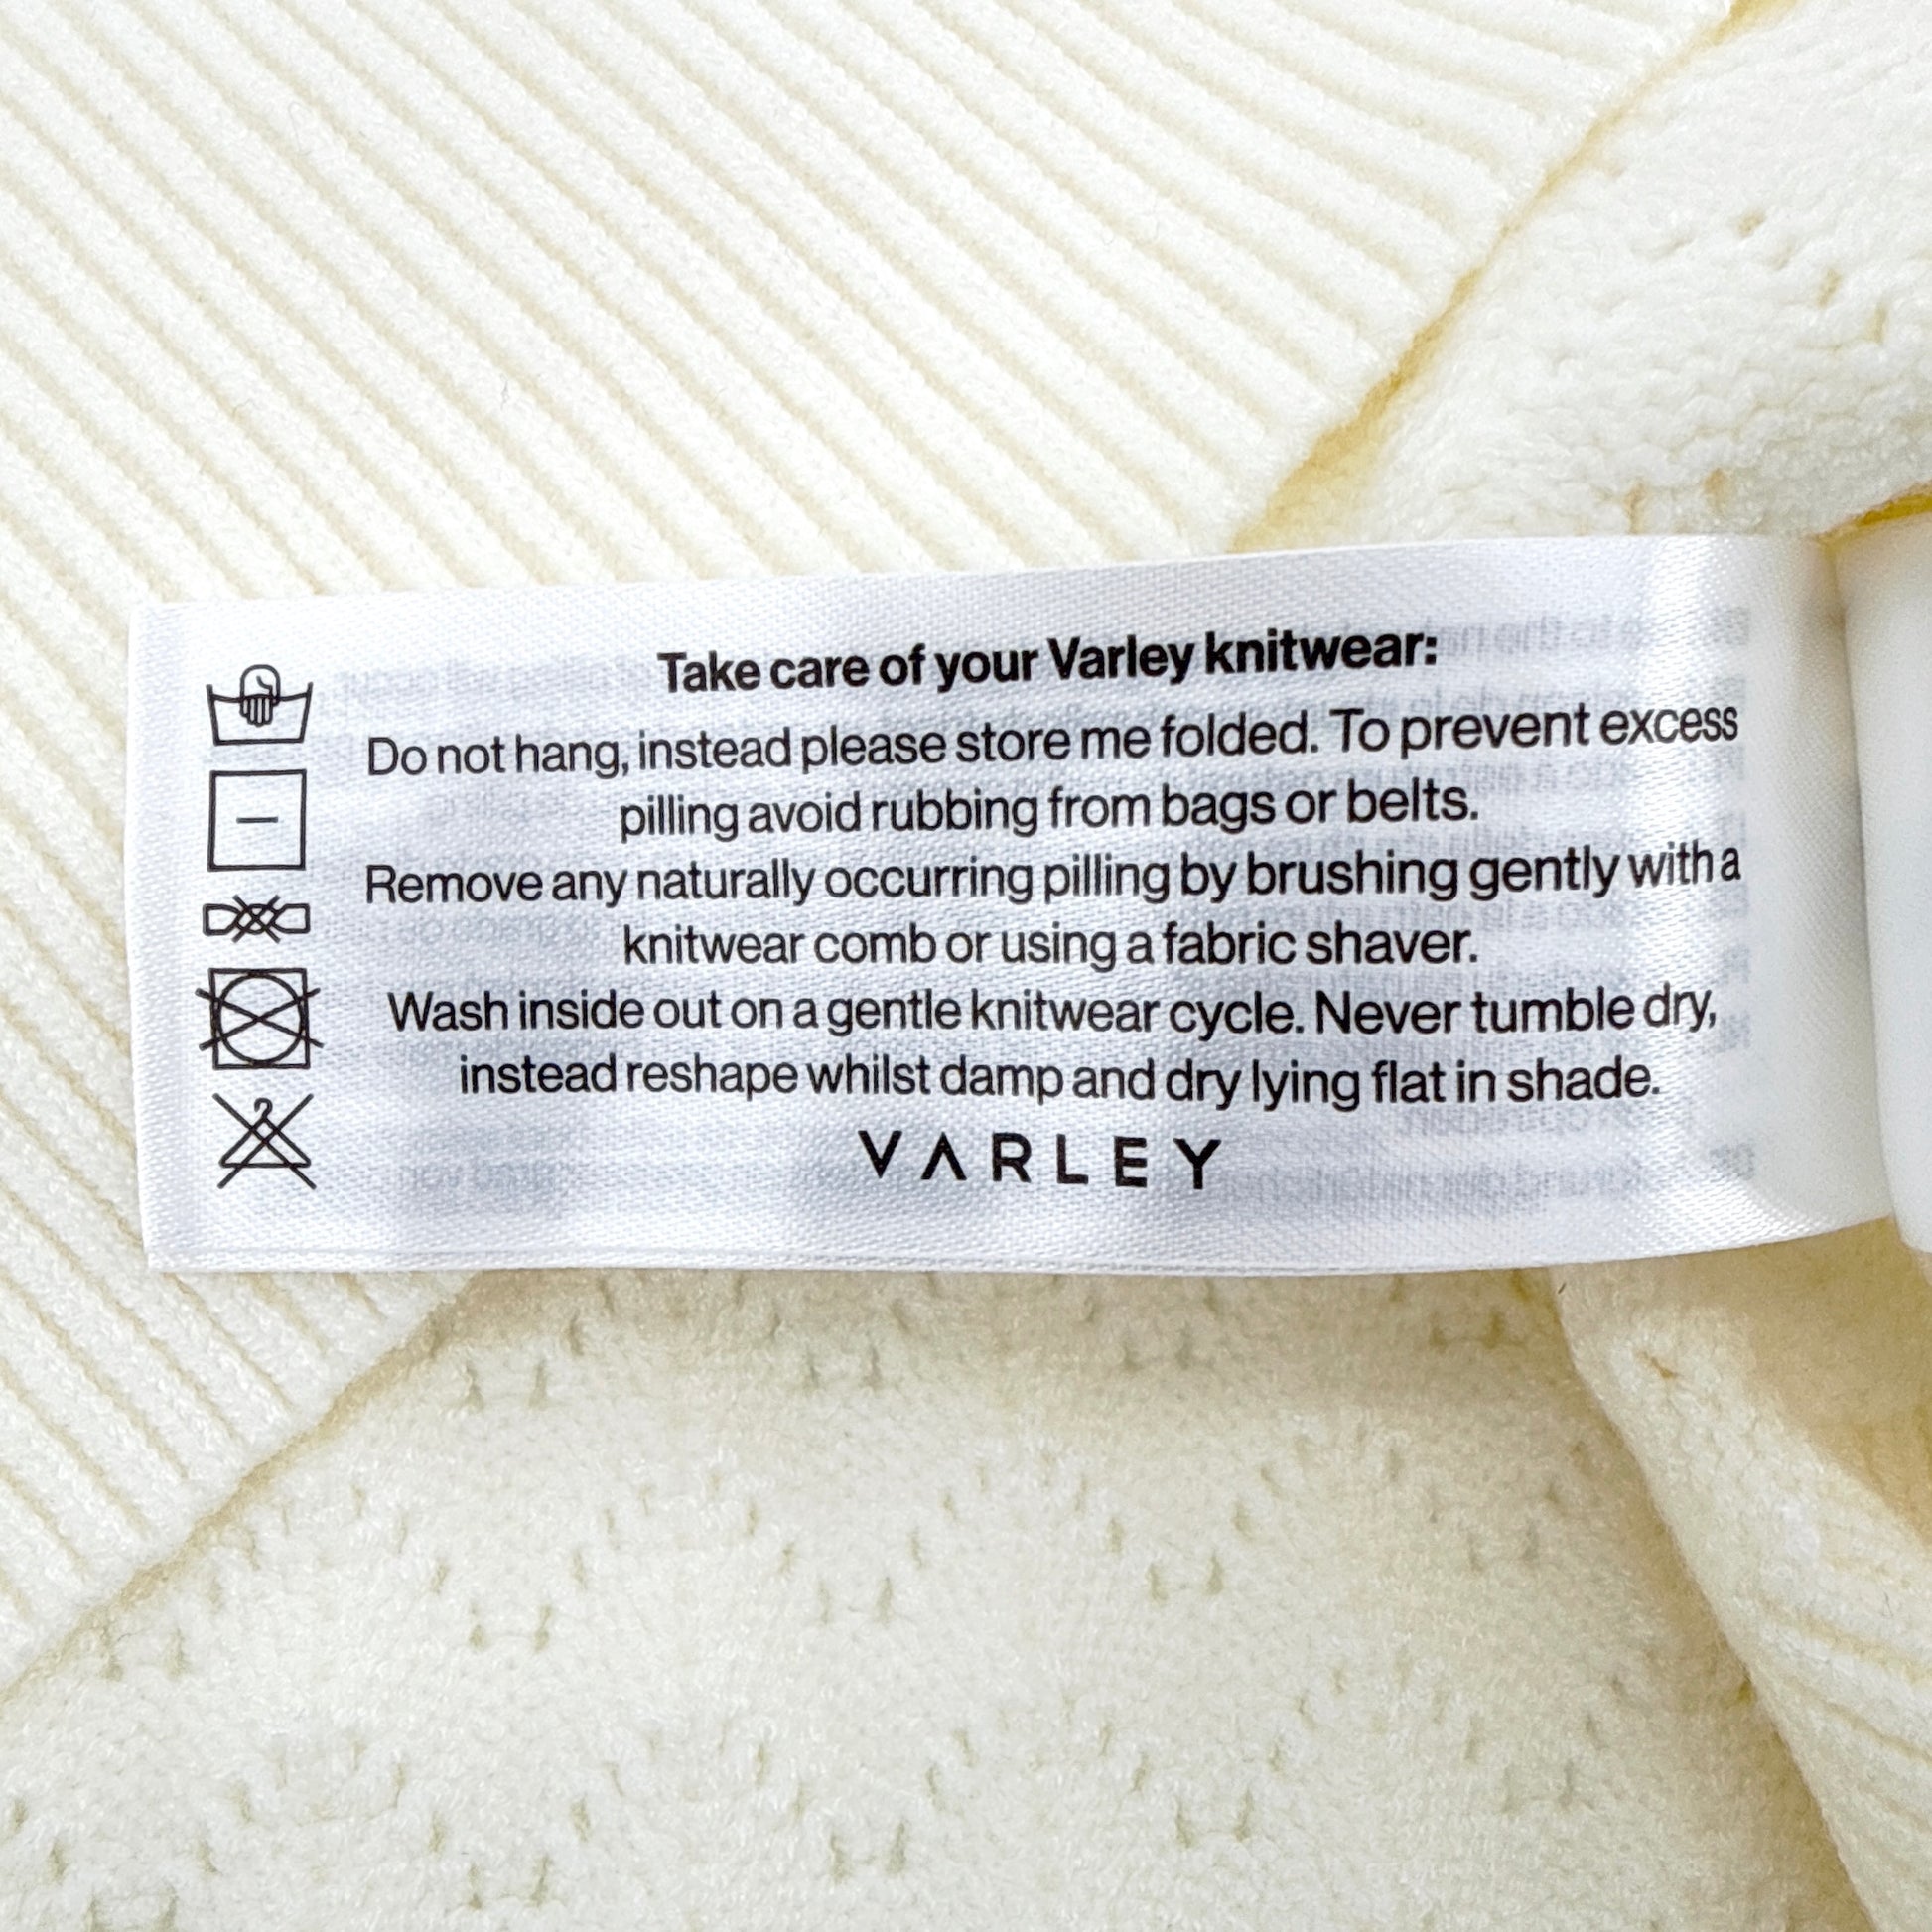 Take care of your Varley knitwear:
Do not hang, instead please store me folded. To prevent excess
pilling avoid rubbing from bags or belts.
Remove any naturally occurring pilling by brushing gently with a
knitwear comb or using a fabric shaver.
Wash inside out on a gentle knitwear cycle. Never tumble dry,
instead reshape whilst damp and dry lying flat in shade.
VARLEY